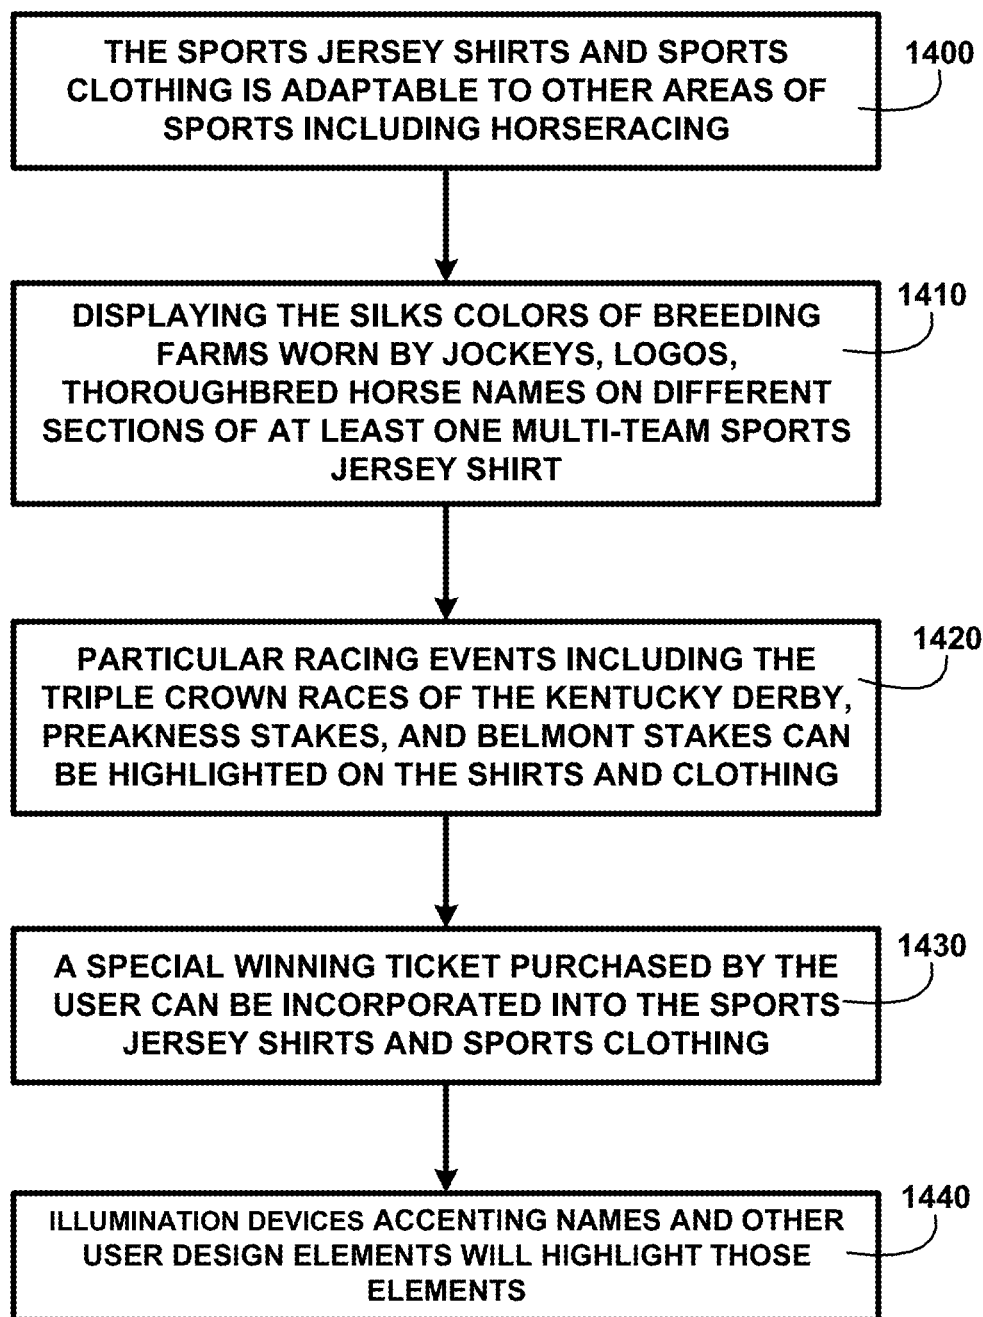 THE SPORTS JERSEY SHIRTS AND SPORTS
CLOTHING IS ADAPTABLE TO OTHER AREAS OF
SPORTS INCLUDING HORSERACING
1400
DISPLAYING THE SILKS COLORS OF BREEDING
FARMS WORN BY JOCKEYS, LOGOS,
THOROUGHBRED HORSE NAMES ON DIFFERENT
SECTIONS OF AT LEAST ONE MULTI-TEAM SPORTS
JERSEY SHIRT
1410
PARTICULAR RACING EVENTS INCLUDING THE
TRIPLE CROWN RACES OF THE KENTUCKY DERBY,
PREAKNESS STAKES, AND BELMONT STAKES CAN
BE HIGHLIGHTED ON THE SHIRTS AND CLOTHING
1420
A SPECIAL WINNING TICKET PURCHASED BY THE
USER CAN BE INCORPORATED INTO THE SPORTS
JERSEY SHIRTS AND SPORTS CLOTHING
1430
ILLUMINATION DEVICES ACCENTING NAMES AND OTHER
USER DESIGN ELEMENTS WILL HIGHLIGHT THOSE
ELEMENTS
1440